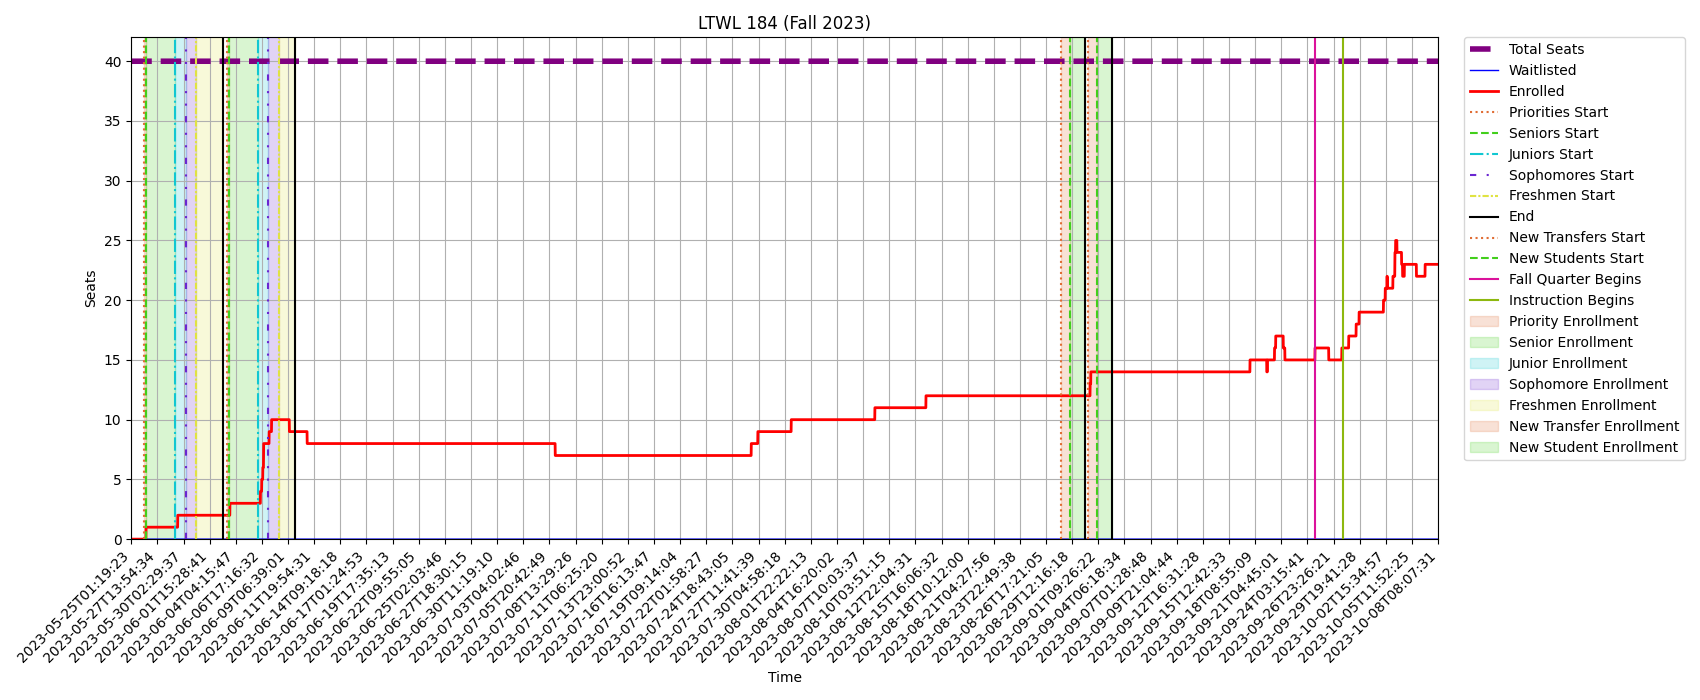 LTWL 184 (Fall 2023)
Total Seats
Waitlisted
Enrolled
Priorities Start
Seniors Start
Juniors Start
Sophomores Start
Freshmen Start
End
New Transfers Start
New Students Start
Fall Quarter Begins
Instruction Begins
Priority Enrollment
Senior Enrollment
Junior Enrollment
Sophomore Enrollment
Freshmen Enrollment
New Transfer Enrollment
New Student Enrollment
Seats
40
35
30
25
20
15
10
5
0
2023-05-25T01:19:23
2023-05-27T13:54:34
2023-05-30T02:29:37
2023-06-01T15:28:41
2023-06-04T04:15:47
2023-06-06T17:16:32
2023-06-09T06:39:01
2023-06-11T19:54:31
2023-06-14T09:18:18
2023-06-17T01:24:53
2023-06-19T17:35:13
2023-06-22T09:55:05
2023-06-25T02:03:46
2023-06-27T18:30:15
2023-06-30T11:19:10
2023-07-03T04:02:46
2023-07-05T20:42:49
2023-07-08T13:29:26
2023-07-11T06:25:20
2023-07-13T23:00:52
2023-07-16T16:13:47
2023-07-19T09:14:04
2023-07-22T01:58:27
2023-07-24T18:43:05
2023-07-27T11:41:39
2023-07-30T04:58:18
2023-08-01T22:22:13
2023-08-04T16:20:02
2023-08-07T10:03:37
2023-08-10T03:51:15
2023-08-12T22:04:31
2023-08-15T16:06:32
2023-08-18T10:12:00
2023-08-21T04:27:56
2023-08-23T22:49:38
2023-08-26T17:21:05
2023-08-29T12:16:18
2023-09-01T09:26:22
2023-09-04T06:18:34
2023-09-07T01:28:48
2023-09-09T21:04:44
2023-09-12T16:31:28
2023-09-15T12:42:33
2023-09-18T08:55:09
2023-09-21T04:45:01
2023-09-24T03:15:41
2023-09-26T23:26:21
2023-09-29T19:41:28
2023-10-02T15:34:57
2023-10-05T11:52:25
2023-10-08T08:07:31
Time